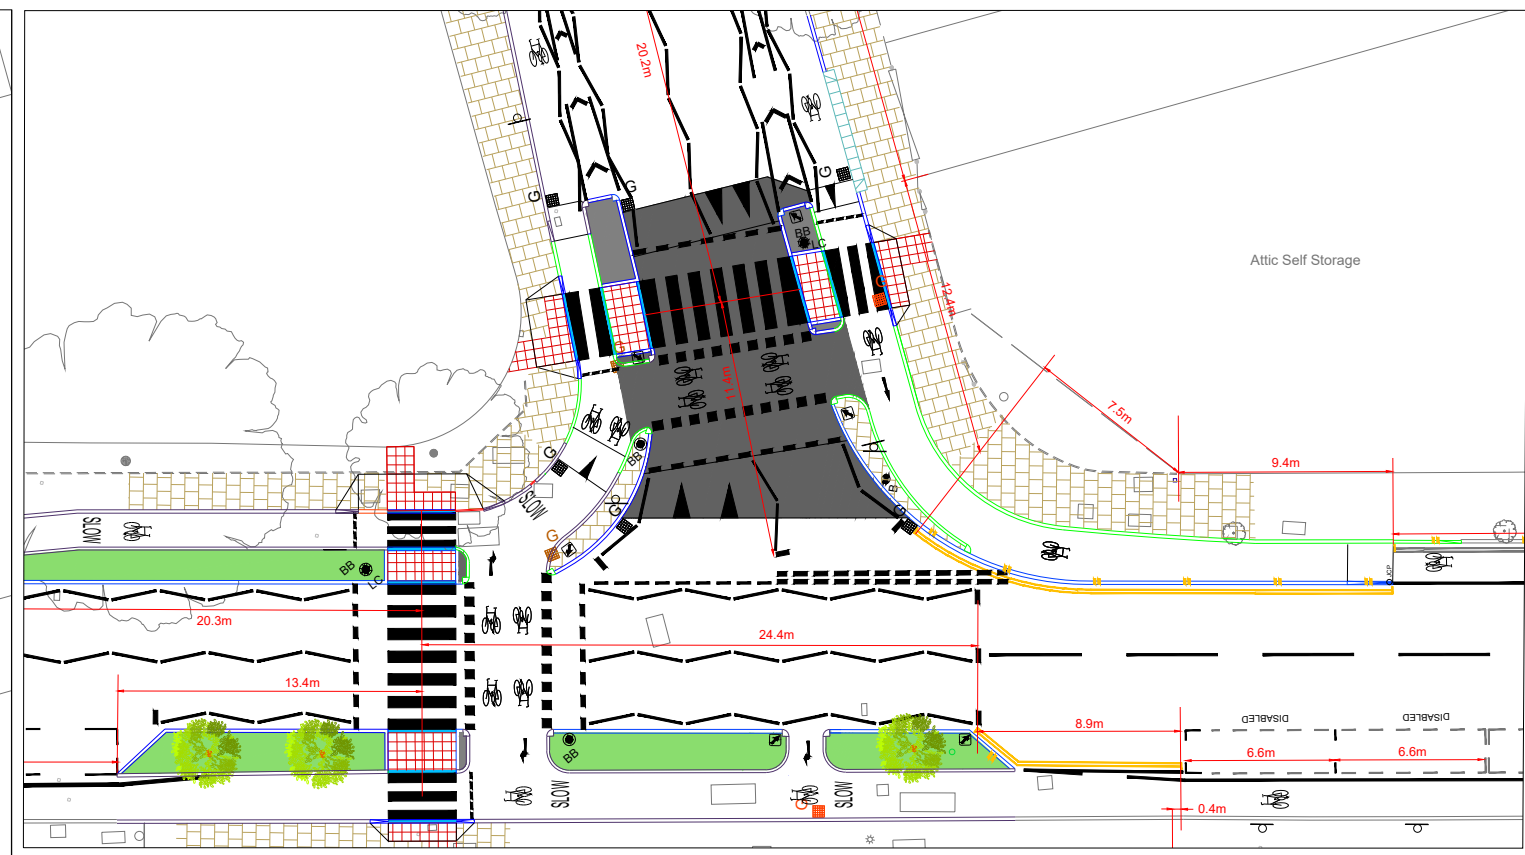 20.2m
G
G
G
BB
LC
Attic Self Storage
G
12.4m
11.4m
7.5m
9.4m
G
BB
SLOW
B
G
SLOW
G
G
BB
LC
JCP
20.3m
24.4m
13.4m
DISABLED
DISABLED
8.9m
6.6m
6.6m
BB
SLOW
SLOW
G
0.4m